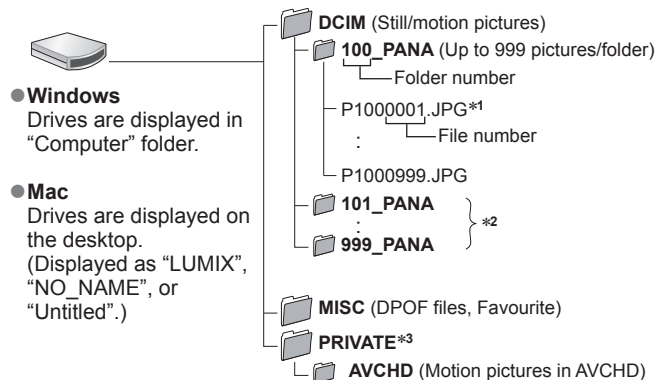 ●Windows
Drives are displayed in
“Computer” folder.
●Mac
Drives are displayed on
the desktop.
(Displayed as “LUMIX”,
“NO_NAME”, or
“Untitled”.)
DCIM (Still/motion pictures)
100_PANA (Up to 999 pictures/folder)
Folder number
P1000001.JPG*1
File number
:
P1000999.JPG
101_PANA
:
*2
999_PANA
MISC (DPOF files, Favourite)
PRIVATE*3
AVCHD (Motion pictures in AVCHD)